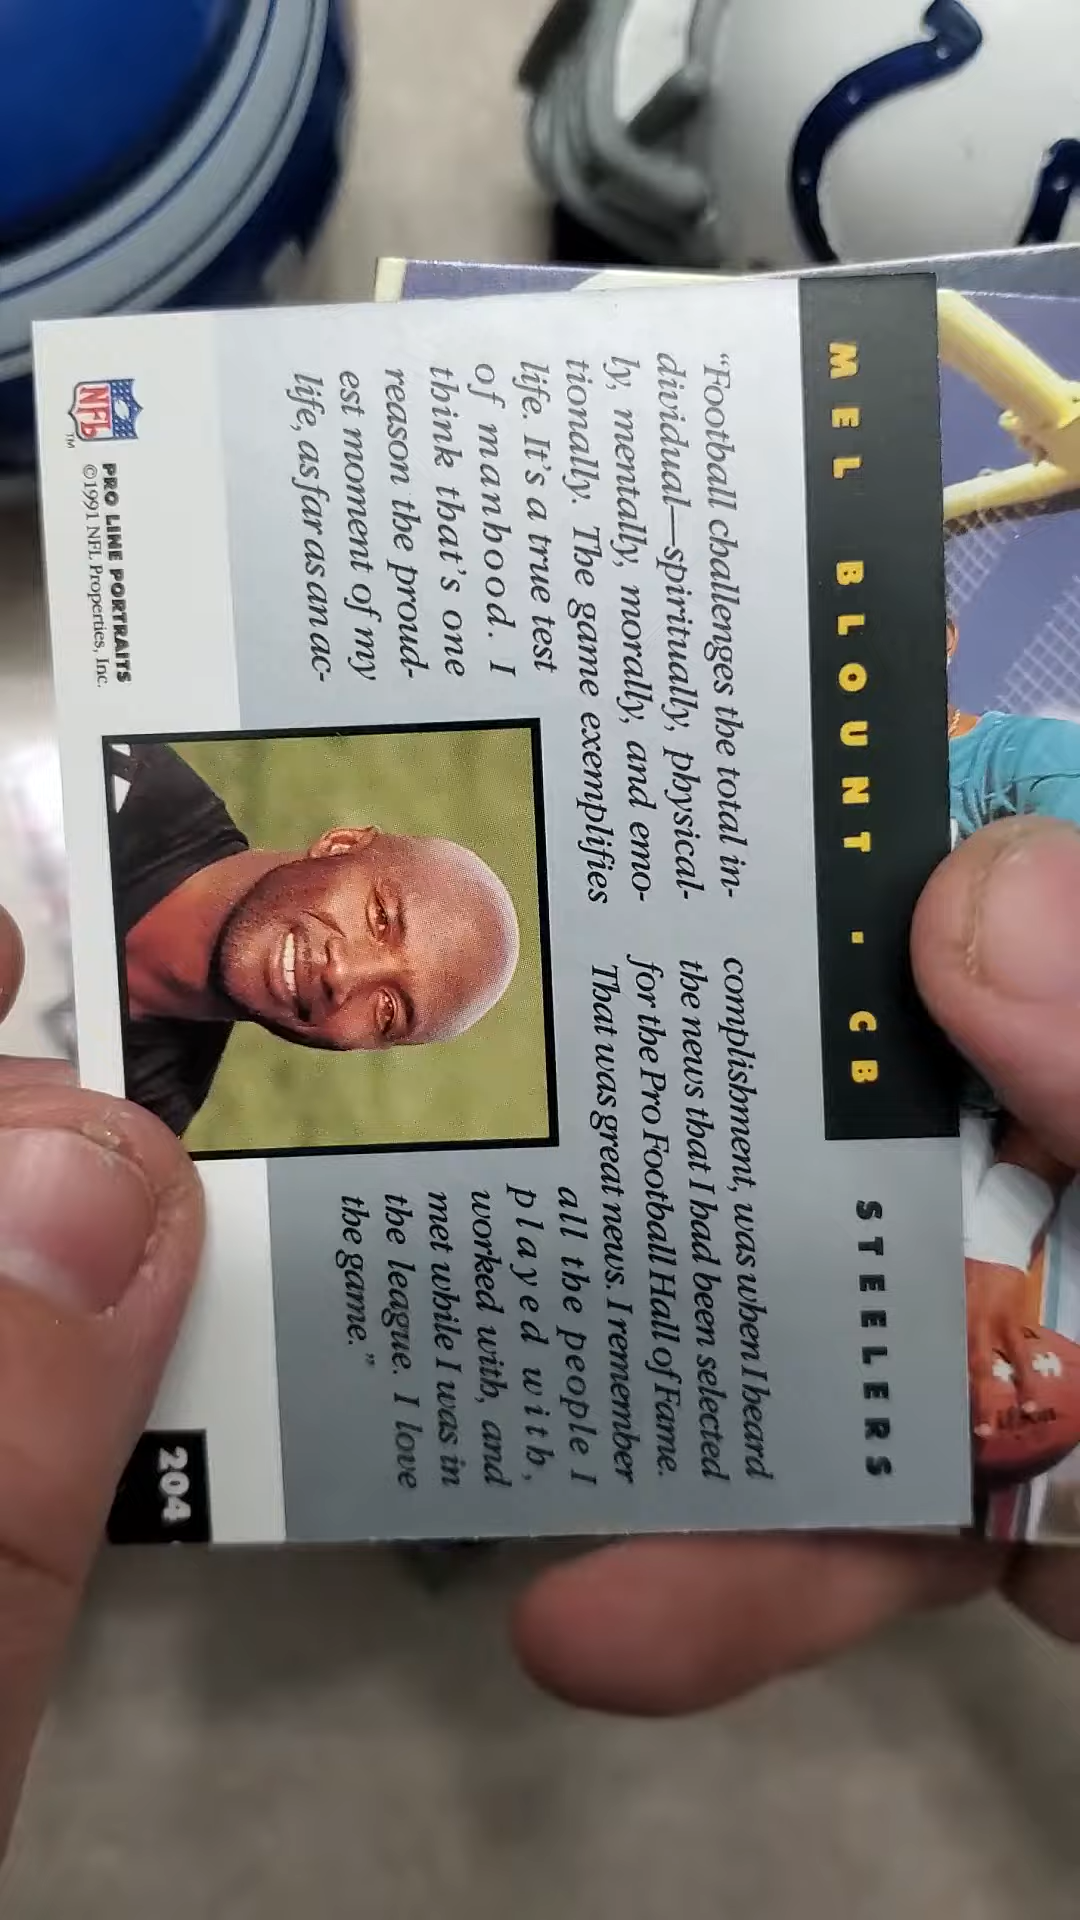 MEL BLOUNT · CB
STEELERS
“Football challenges the total in-
dividual—spiritually, physical-
ly, mentally, morally, and emo-
tionally. The game exemplifies
life. It's a true test
of manhood. I
think that's one
reason the proud-
est moment of my
life, as far as an ac-
complishment, was when I heard
the news that I had been selected
for the Pro Football Hall of Fame.
That was great news. I remember
all the people I
played with,
worked with, and
met while I was in
the league. I love
the game.”
NFL
TM
PRO LINE PORTRAITS
©1991 NFL Properties, Inc.
204